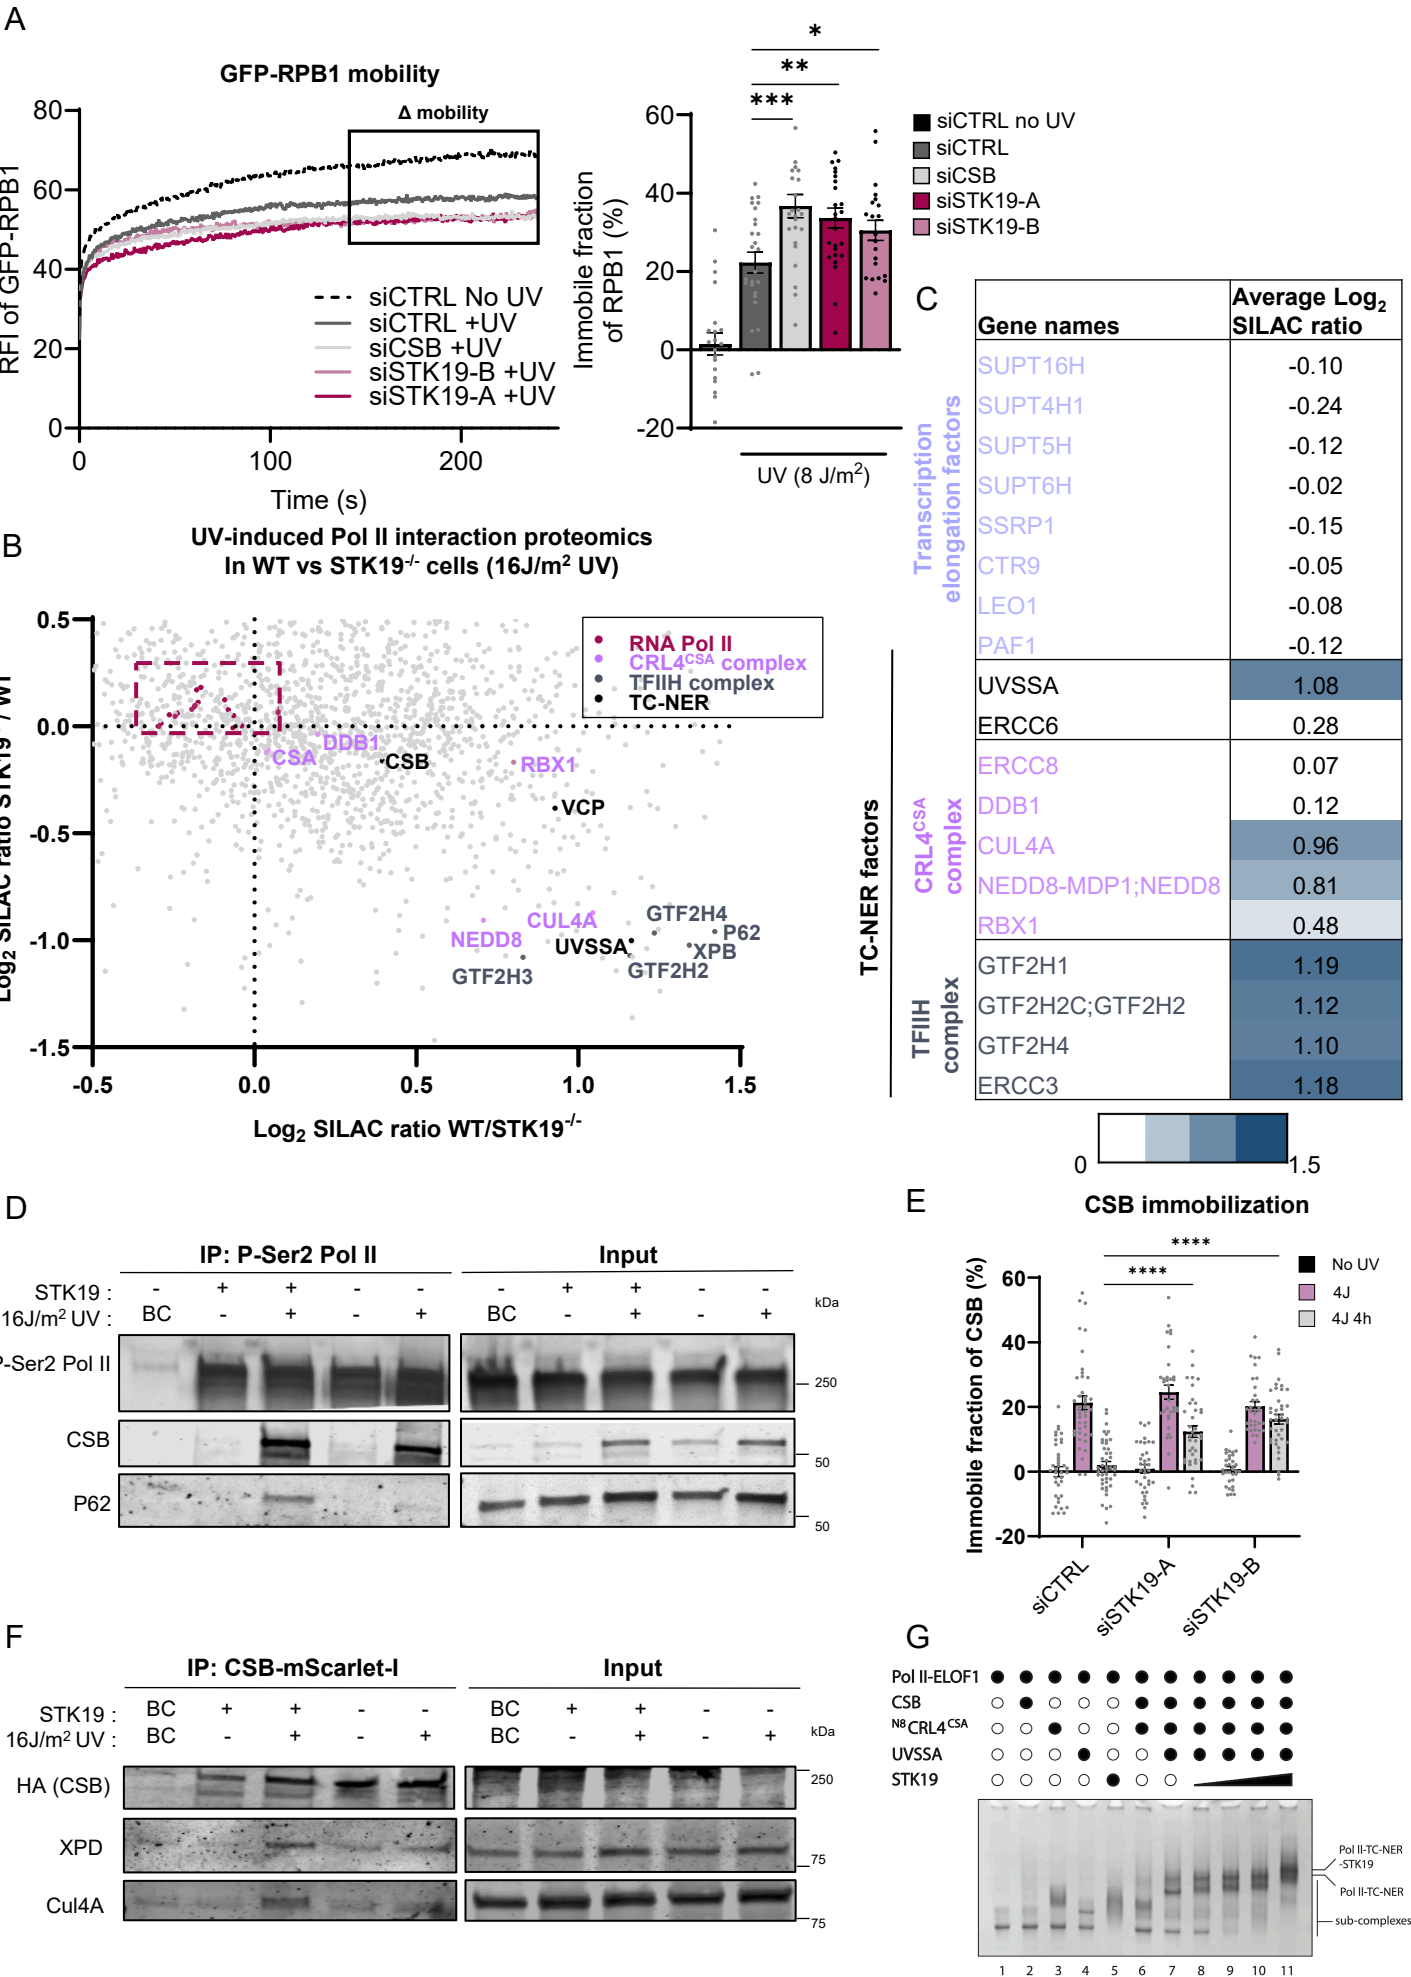 A
GFP-RPB1 mobility
Δ mobility
RFI of GFP-RPB1
80
60
40
20
0
0
100
200
Time (s)
siCTRL No UV
siCTRL +UV
siCSB +UV
siSTK19-B +UV
siSTK19-A +UV
Immobile fraction
of RPB1 (%)
60
40
20
0
-20
*
**
***
UV (8 J/m²)
siCTRL no UV
siCTRL
siCSB
siSTK19-A
siSTK19-B
B
UV-induced Pol II interaction proteomics
In WT vs STK19-/- cells (16J/m² UV)
Log₂ SILAC ratio STK19 / WT
0.5
0.0
-0.5
-1.0
-1.5
-0.5
0.0
0.5
1.0
1.5
Log₂ SILAC ratio WT/STK19-/-
RNA Pol II
CRL4CSA complex
TFIIH complex
TC-NER
DDB1
CSA
CSB
RBX1
VCP
CUL4A
NEDD8
GTF2H4
P62
UVSSA
XPB
GTF2H3
GTF2H2
C
Gene names
Average Log₂
SILAC ratio
Transcription
elongation factors
SUPT16H -0.10
SUPT4H1 -0.24
SUPT5H -0.12
SUPT6H -0.02
SSRP1 -0.15
CTR9 -0.05
LEO1 -0.08
PAF1 -0.12
TC-NER factors
UVSSA 1.08
ERCC6 0.28
CRL4CSA
complex
ERCC8 0.07
DDB1 0.12
CUL4A 0.96
NEDD8-MDP1;NEDD8 0.81
RBX1 0.48
TFIIH
complex
GTF2H1 1.19
GTF2H2C;GTF2H2 1.12
GTF2H4 1.10
ERCC3 1.18
0
1.5
D
IP: P-Ser2 Pol II
Input
STK19 : - + + - - - + + - -
16J/m² UV : BC - + - + BC - + - +
kDa
P-Ser2 Pol II
250
CSB
50
P62
50
E
CSB immobilization
Immobile fraction of CSB (%)
60
40
20
0
-20
****
****
No UV
4J
4J 4h
siCTRL
siSTK19-A
siSTK19-B
F
IP: CSB-mScarlet-I
Input
STK19 : BC + + - - BC + + - -
16J/m² UV : BC - + - + BC - + - +
kDa
HA (CSB)
250
XPD
75
Cul4A
75
G
Pol II-ELOF1
CSB
N8CRL4CSA
UVSSA
STK19
Pol II-TC-NER
-STK19
Pol II-TC-NER
sub-complexes
1 2 3 4 5 6 7 8 9 10 11